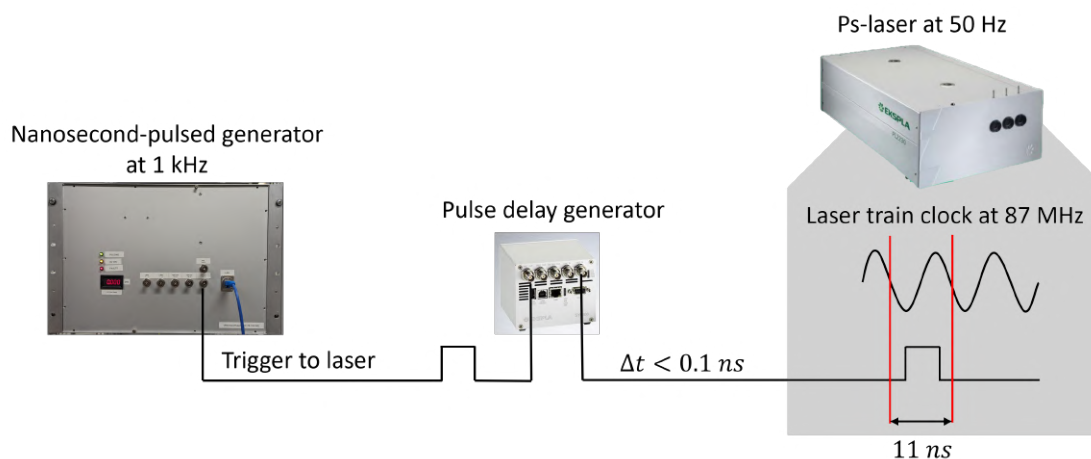 Ps-laser at 50 Hz
EKSPLA
Nanosecond-pulsed generator
at 1 kHz
Pulse delay generator
Laser train clock at 87 MHz
EKSPLA
Trigger to laser
Δt < 0.1 ns
11 ns